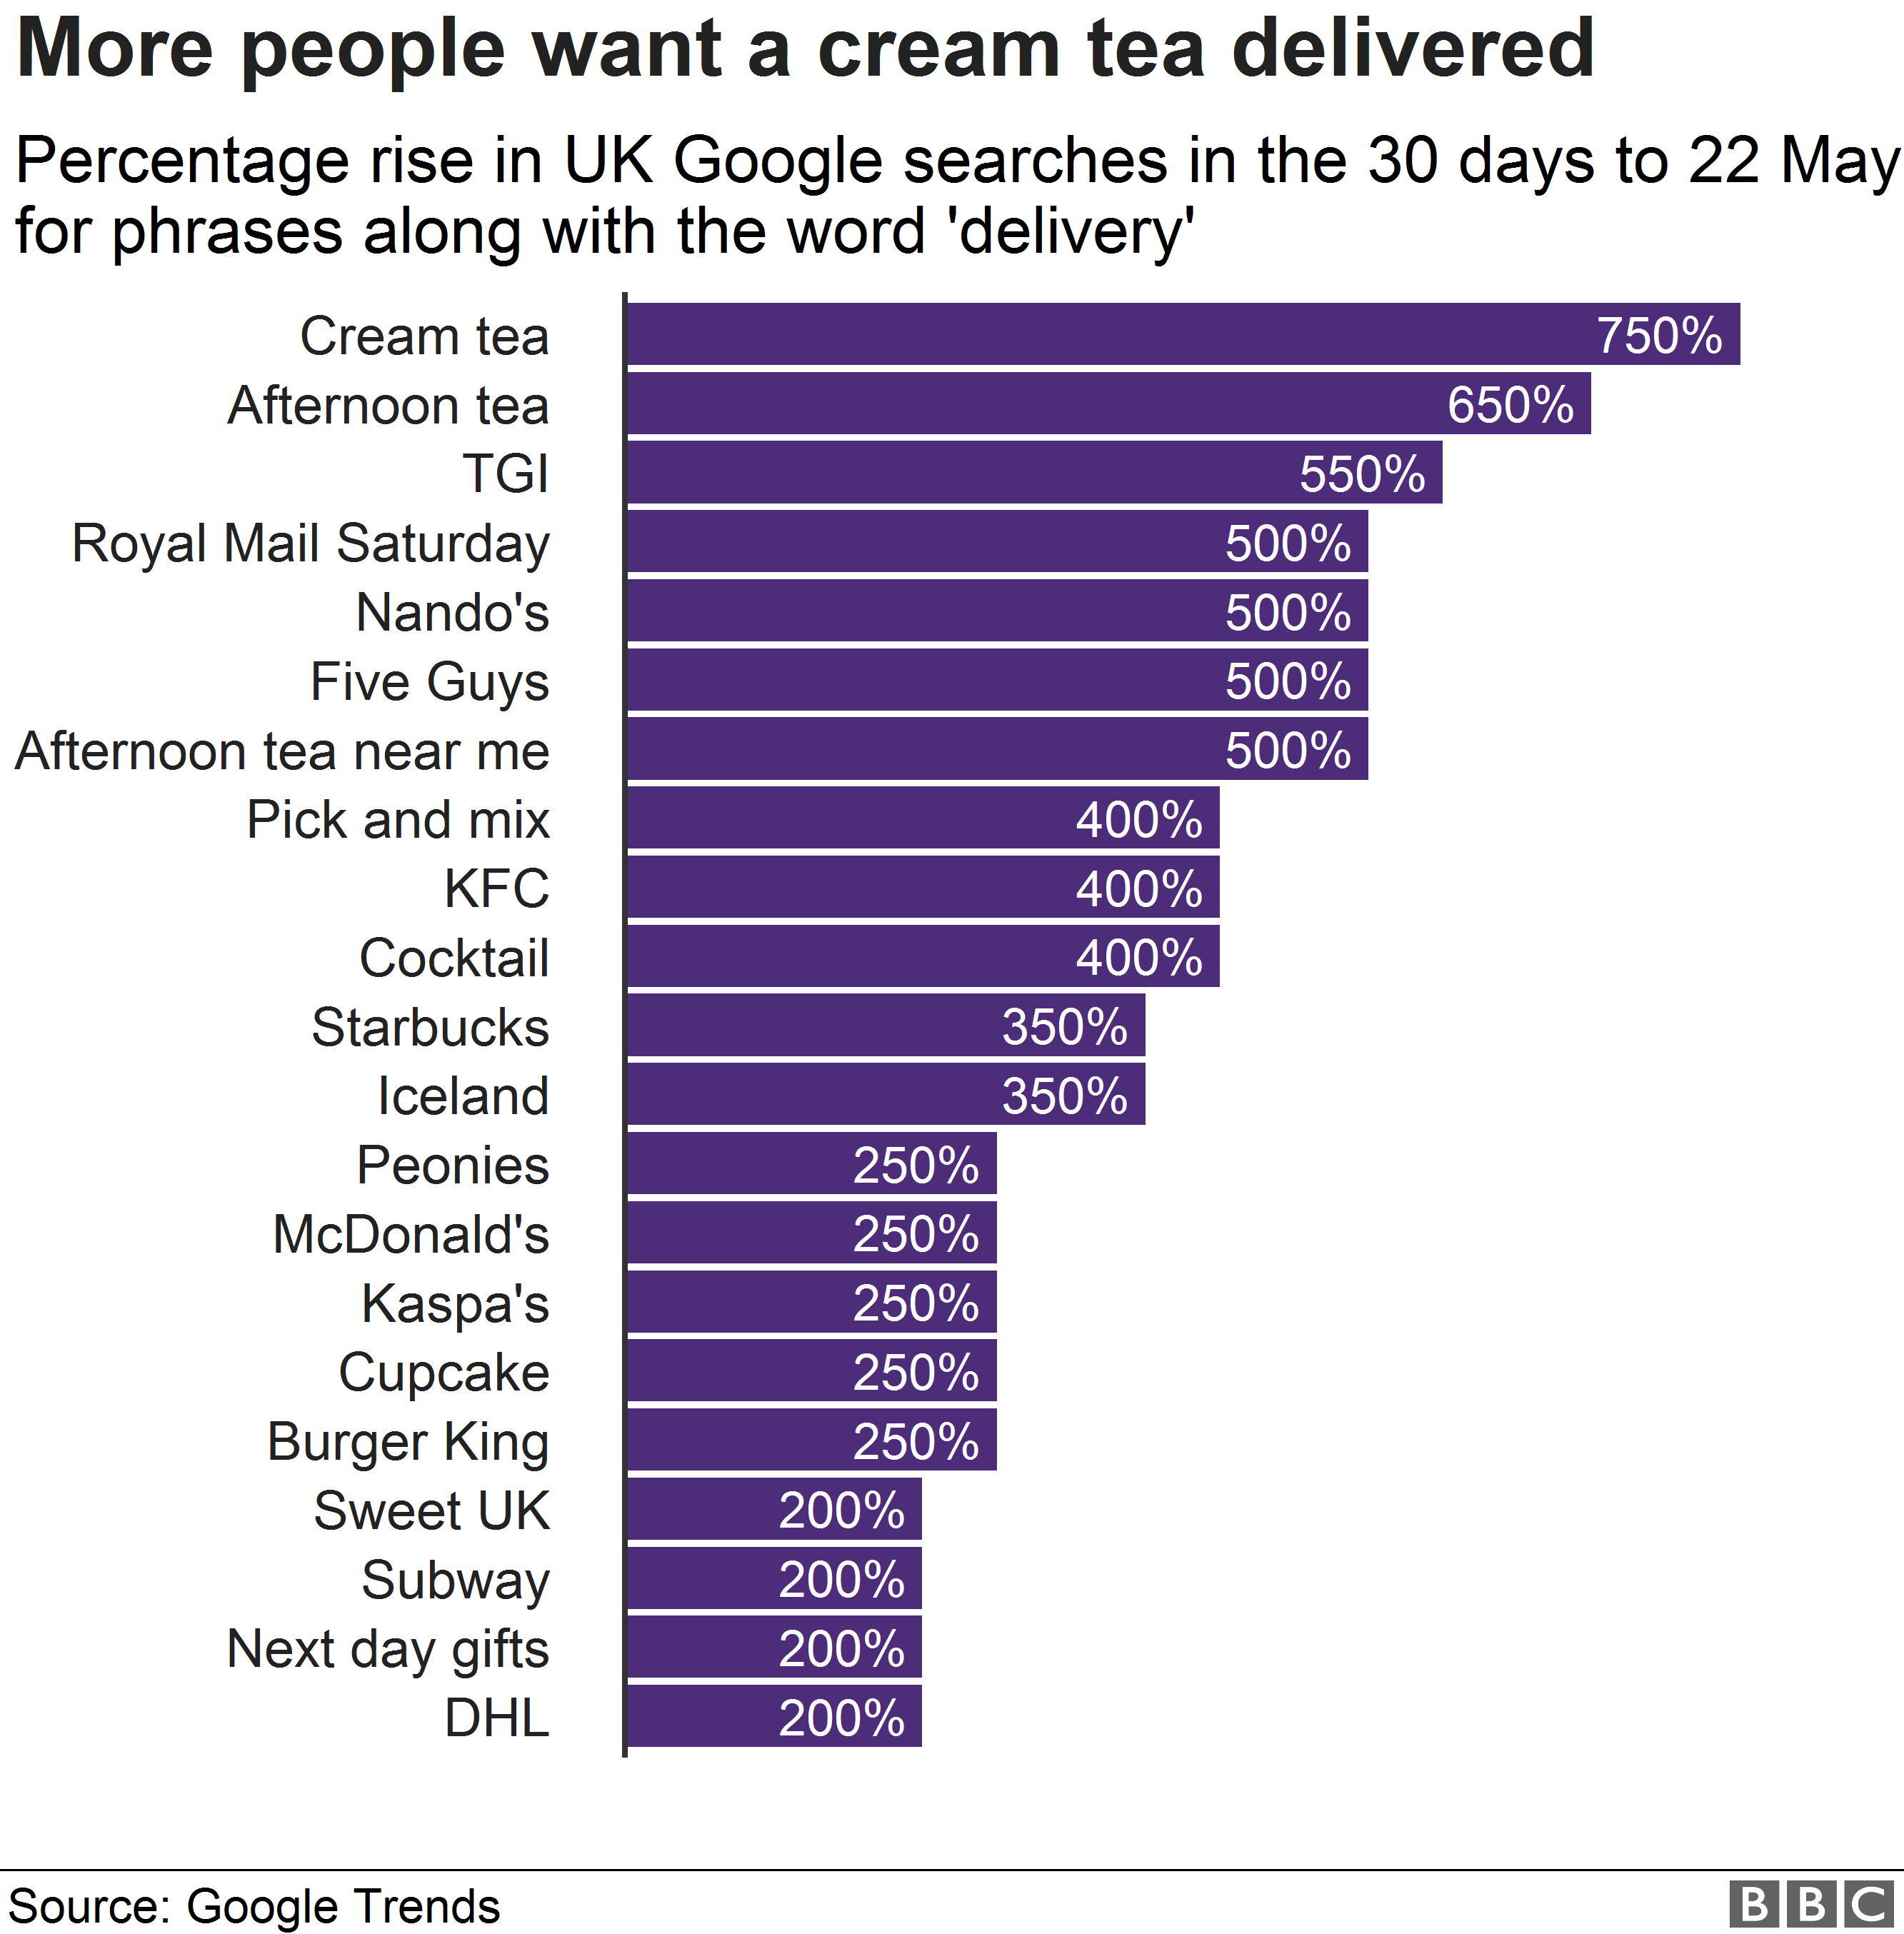 More people want a cream tea delivered
Percentage rise in UK Google searches in the 30 days to 22 May
for phrases along with the word 'delivery'
Cream tea 750%
Afternoon tea 650%
TGI 550%
Royal Mail Saturday 500%
Nando's 500%
Five Guys 500%
Afternoon tea near me 500%
Pick and mix 400%
KFC 400%
Cocktail 400%
Starbucks 350%
Iceland 350%
Peonies 250%
McDonald's 250%
Kaspa's 250%
Cupcake 250%
Burger King 250%
Sweet UK 200%
Subway 200%
Next day gifts 200%
DHL 200%
Source: Google Trends BBC